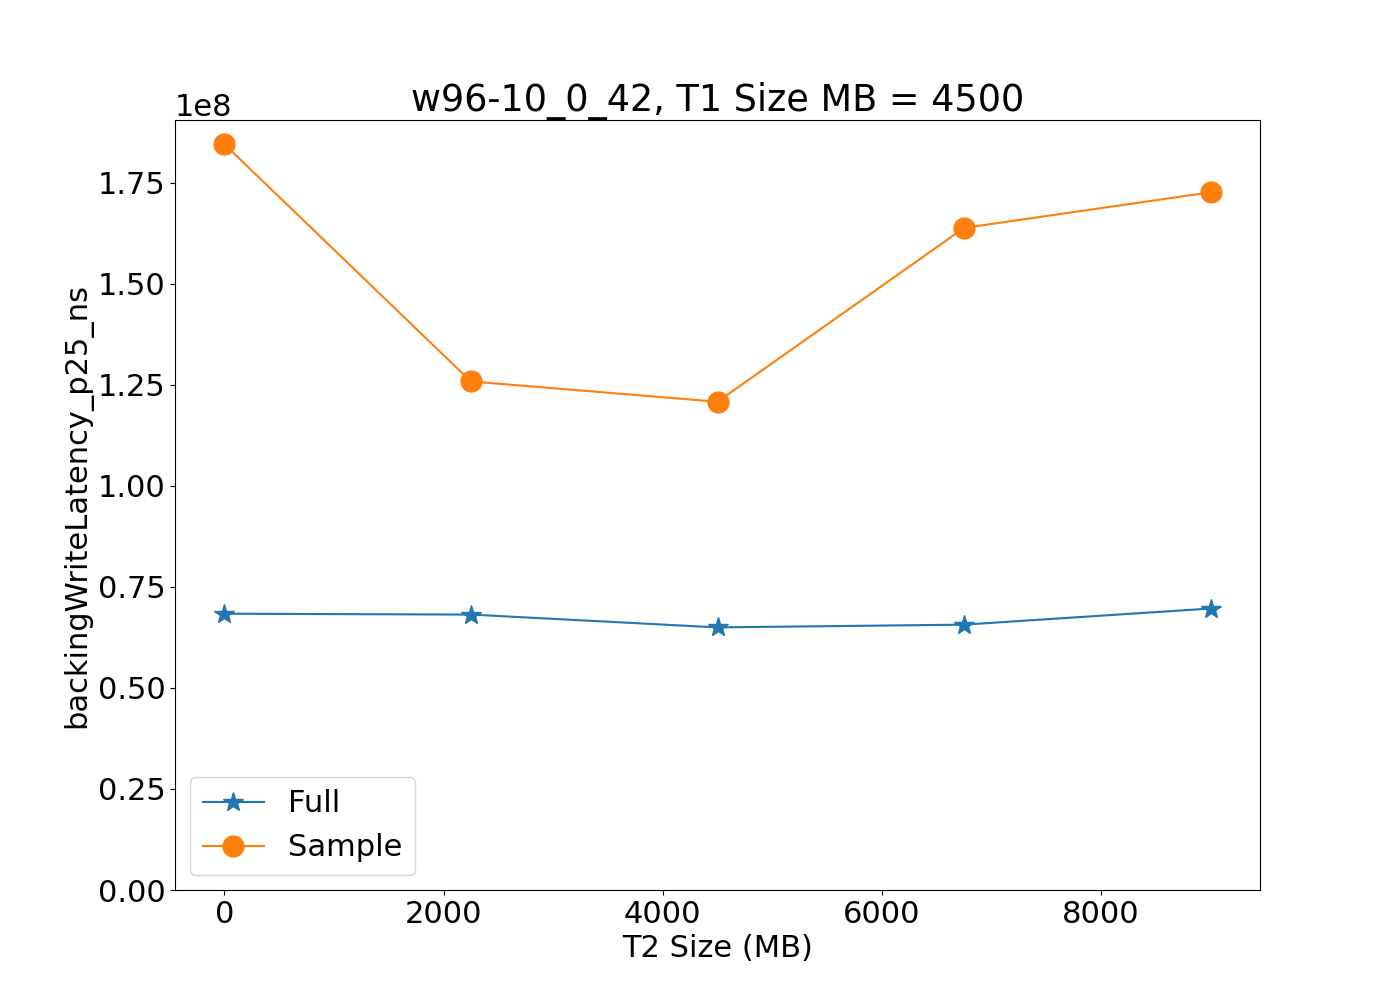 w96-10_0_42, T1 Size MB = 4500
1e8
1.75
1.50
1.25
1.00
0.75
0.50
0.25
0.00
backingWriteLatency_p25_ns
Full
Sample
0 2000 4000 6000 8000
T2 Size (MB)